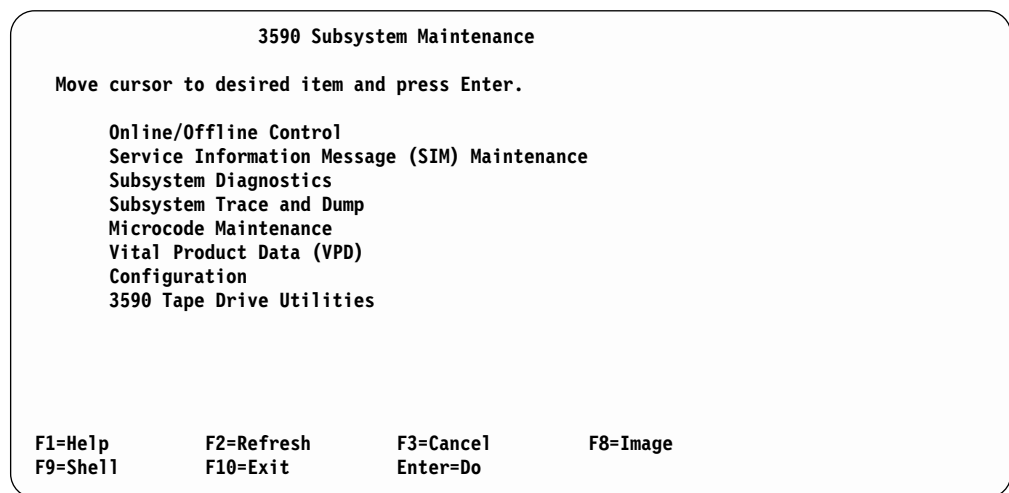 3590 Subsystem Maintenance
Move cursor to desired item and press Enter.
Online/Offline Control
Service Information Message (SIM) Maintenance
Subsystem Diagnostics
Subsystem Trace and Dump
Microcode Maintenance
Vital Product Data (VPD)
Configuration
3590 Tape Drive Utilities
F1=Help F2=Refresh F3=Cancel F8=Image
F9=Shell F10=Exit Enter=Do